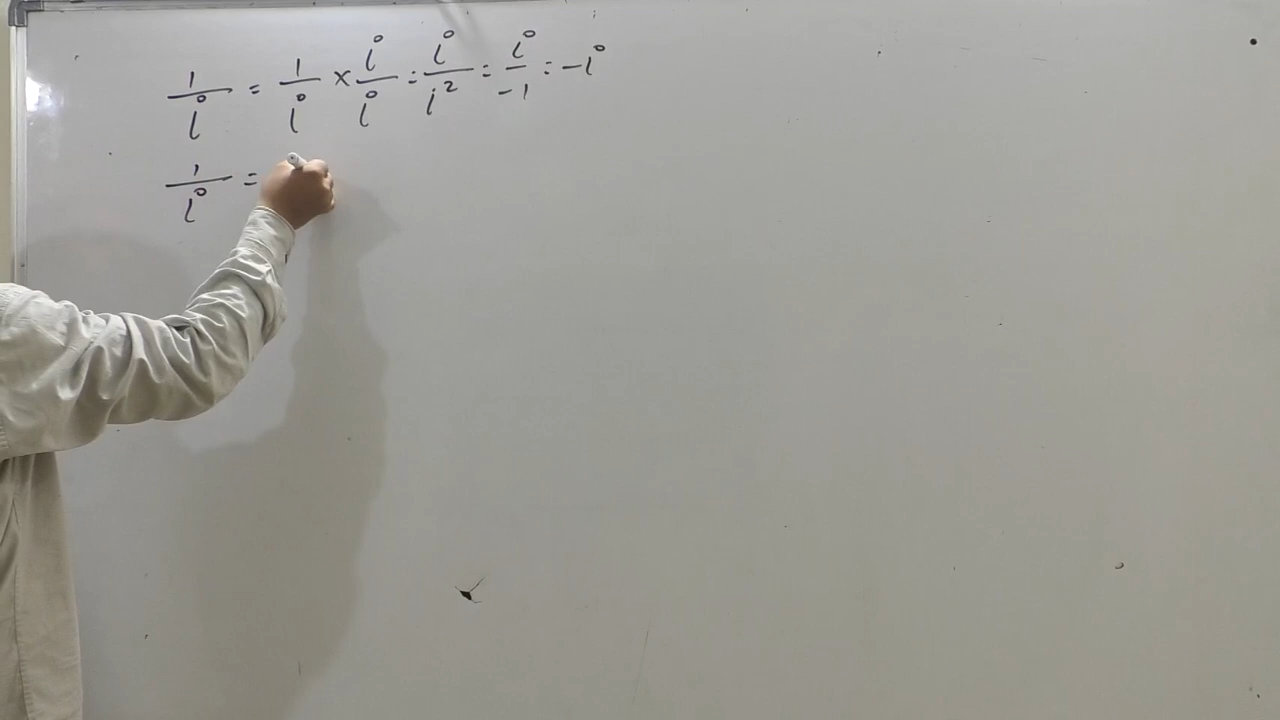 1/i = 1/i × i/i = i/i² = i/-1 = -i
1/i =